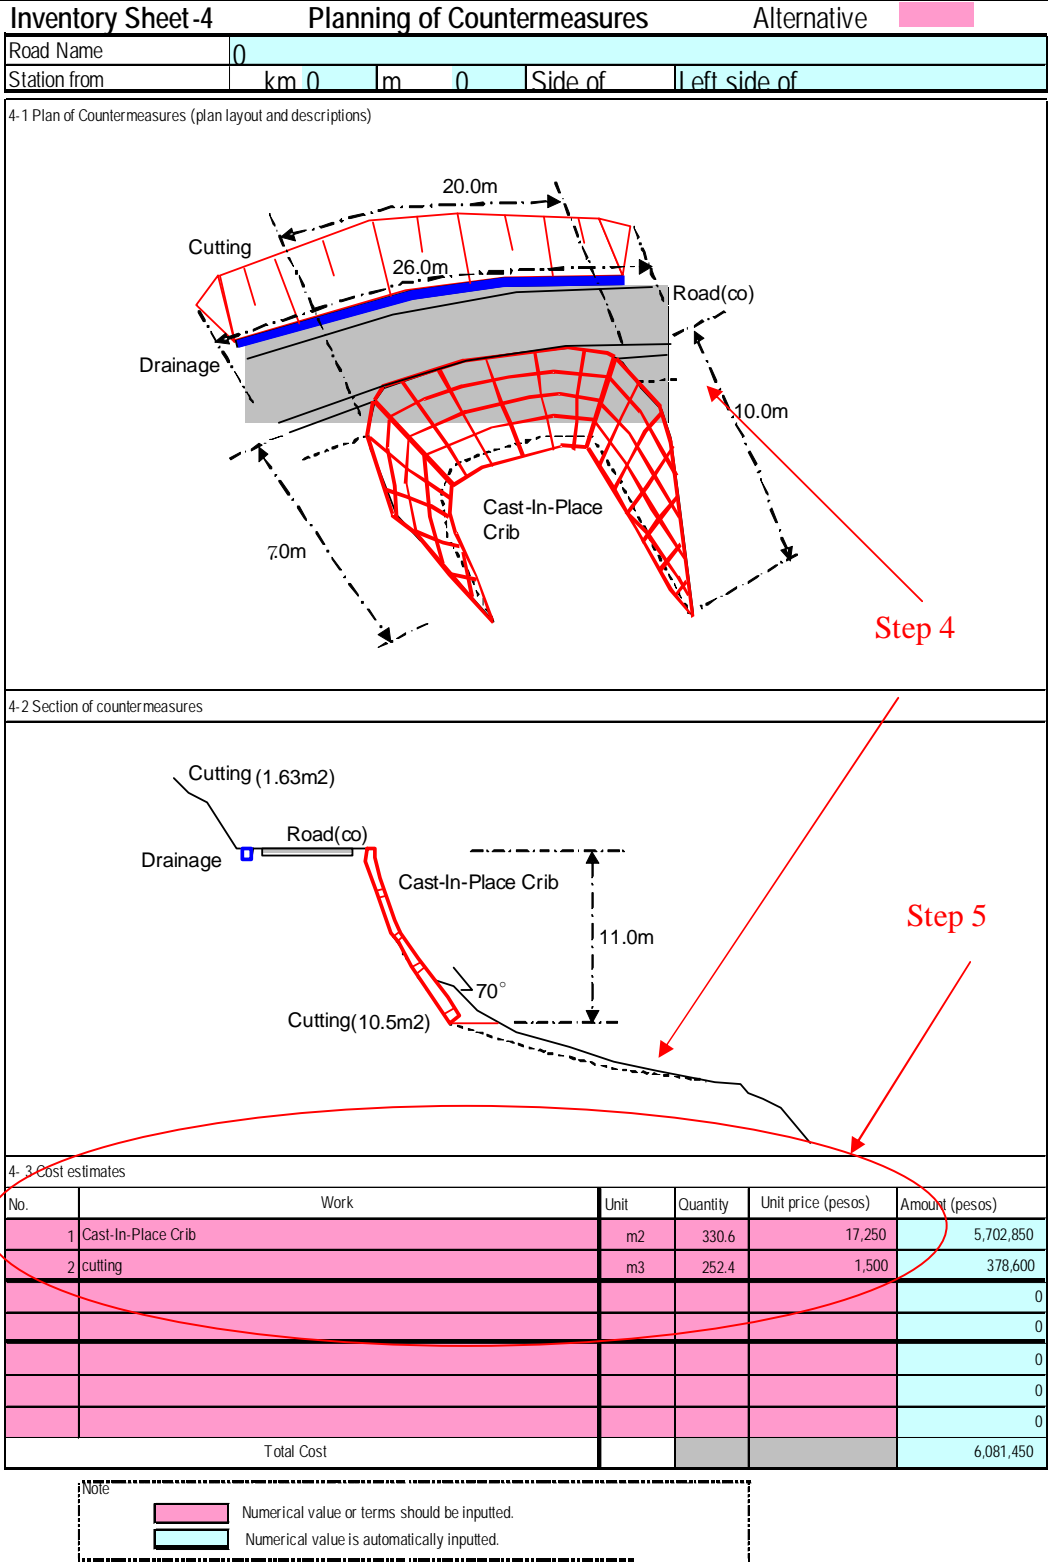 Inventory Sheet-4 Planning of Countermeasures Alternative
Road Name 0
Station from km 0 m 0 Side of Left side of
4-1 Plan of Countermeasures (plan layout and descriptions)
20.0m
Cutting
26.0m
Road(co)
Drainage
10.0m
Cast-In-Place
Crib
7.0m
Step 4
4-2 Section of countermeasures
Cutting (1.63m2)
Road(co)
Drainage
Cast-In-Place Crib
Step 5
11.0m
70°
Cutting(10.5m2)
4- 3 Cost estimates
No. Work Unit Quantity Unit price (pesos) Amount (pesos)
1 Cast-In-Place Crib m2 330.6 17,250 5,702,850
2 cutting m3 252.4 1,500 378,600
0
0
0
0
0
Total Cost 6,081,450
Note
Numerical value or terms should be inputted.
Numerical value is automatically inputted.